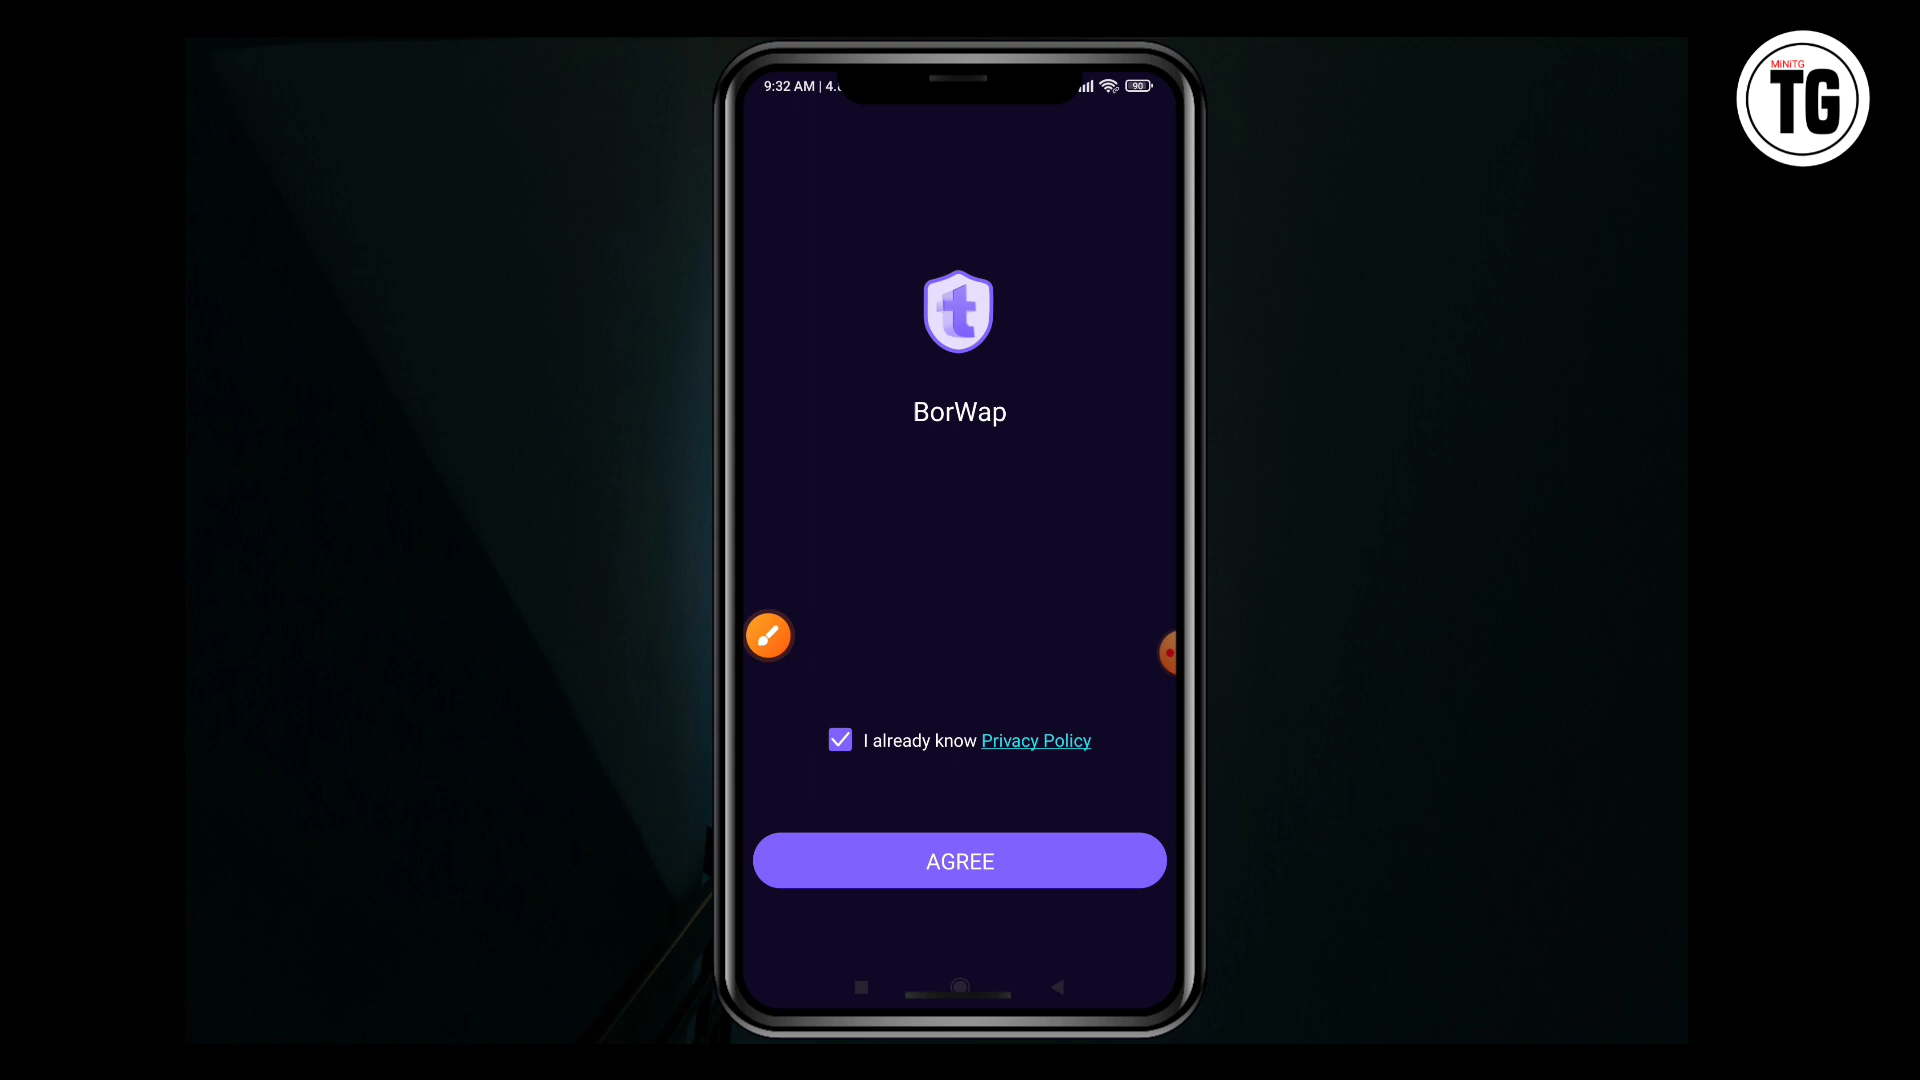 MiNiTG
TG
9:32 AM | 4.
90
t
BorWap
I already know Privacy Policy
AGREE